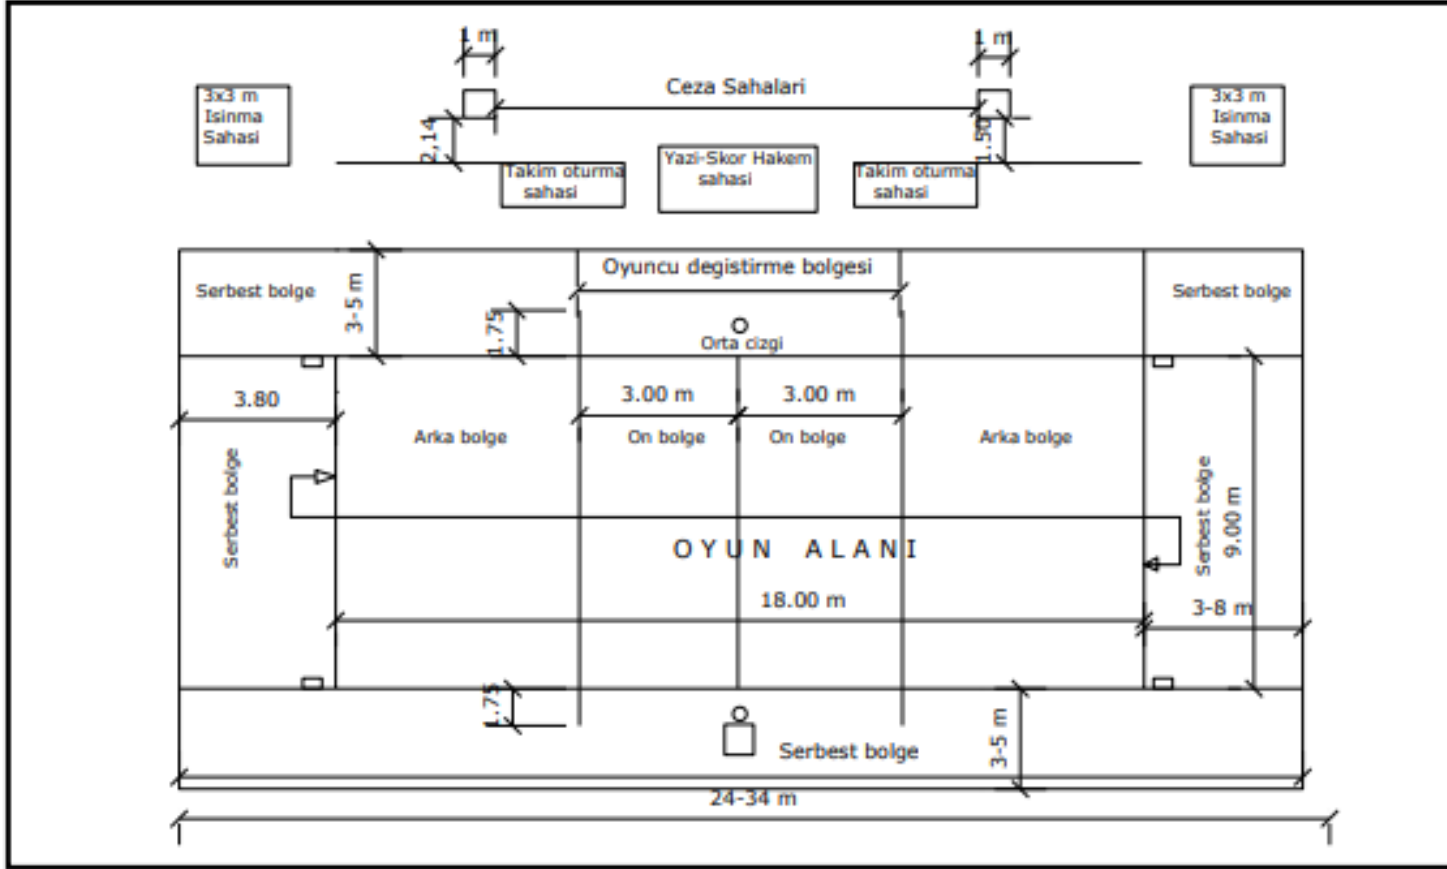 1 m
1 m
Ceza Sahalari
3x3 m
Isinma
Sahasi
3x3 m
Isinma
Sahasi
2,14
1.50
Takim oturma
sahasi
Yazi-Skor Hakem
sahasi
Takim oturma
sahasi
Serbest bolge
3-5 m
Oyuncu degistirme bolgesi
Serbest bolge
1.75
Orta cizgi
3.80
3.00 m
3.00 m
Arka bolge
On bolge
On bolge
Arka bolge
Serbest bolge
Serbest bolge
9.00 m
OYUN ALANI
18.00 m
3-8 m
1.75
Serbest bolge
3-5 m
24-34 m